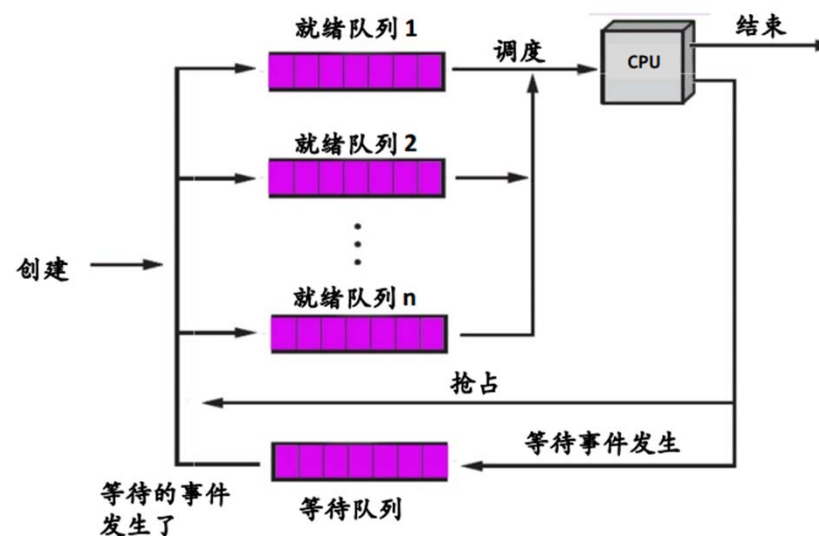 就绪队列 1
调度
CPU
结束
就绪队列 2
创建
就绪队列 n
抢占
等待事件发生
等待的事件
发生了
等待队列